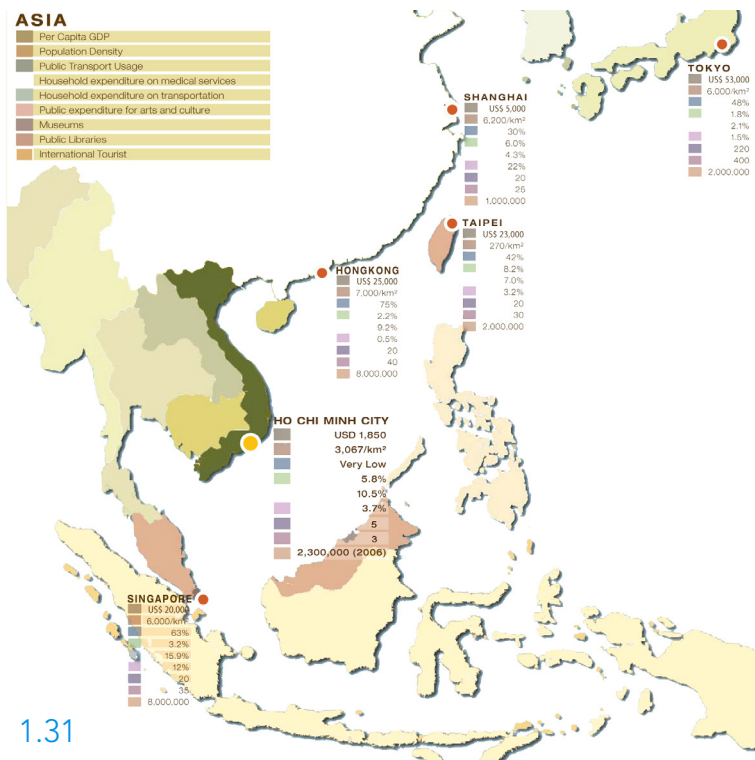 ASIA
Per Capita GDP
Population Density
Public Transport Usage
Household expenditure on medical services
Household expenditure on transportation
Public expenditure for arts and culture
Museums
Public Libraries
International Tourist
TOKYO
US$ 53,000
6,000/km²
48%
1.8%
2.1%
1.5%
220
400
2,000,000
SHANGHAI
US$ 5,000
6,200/km²
30%
6.0%
4.3%
22%
20
25
1,000,000
TAIPEI
US$ 23,000
270/km²
42%
8.2%
7.0%
3.2%
20
30
2,000,000
HONGKONG
US$ 25,000
7,000/km²
75%
2.2%
9.2%
0.5%
20
40
8,000,000
HO CHI MINH CITY
USD 1,850
3,067/km²
Very Low
5.8%
10.5%
3.7%
5
3
2,300,000 (2006)
SINGAPORE
US$ 20,000
6,000/km²
63%
3.2%
15.9%
12%
20
35
8,000,000
1.31